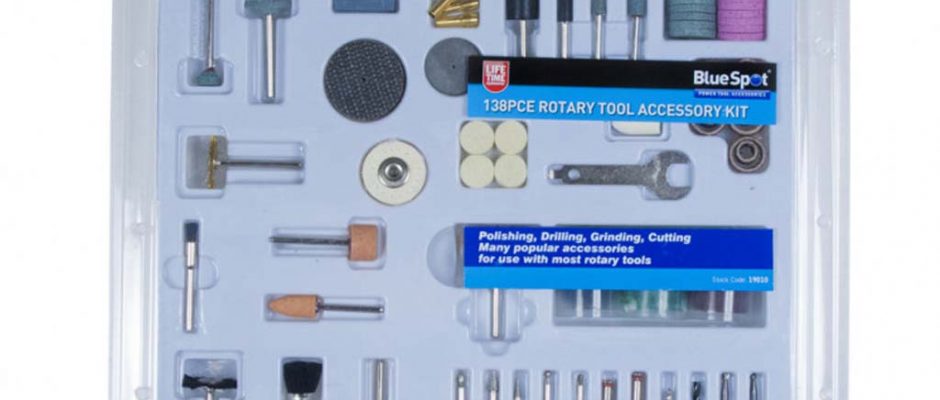 LIFE
TIME
BlueSpot
POWER TOOL ACCESSORIES
138PCE ROTARY TOOL ACCESSORY KIT
Polishing, Drilling, Grinding, Cutting
Many popular accessories
for use with most rotary tools
Stock Code: 19010